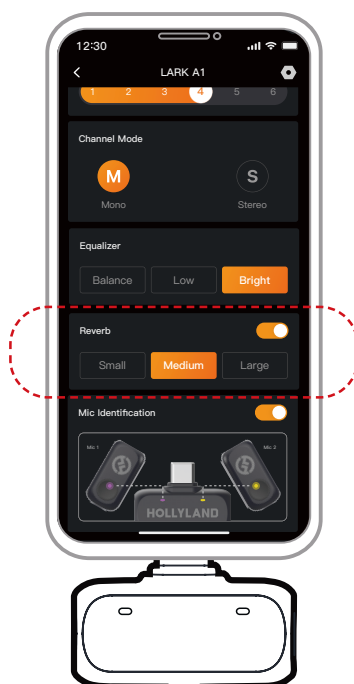 12:30
LARK A1
1 2 3 4 5 6
Channel Mode
M S
Mono Stereo
Equalizer
Balance Low Bright
Reverb
Small Medium Large
Mic Identification
Mic 1 Mic 2
HOLLYLAND